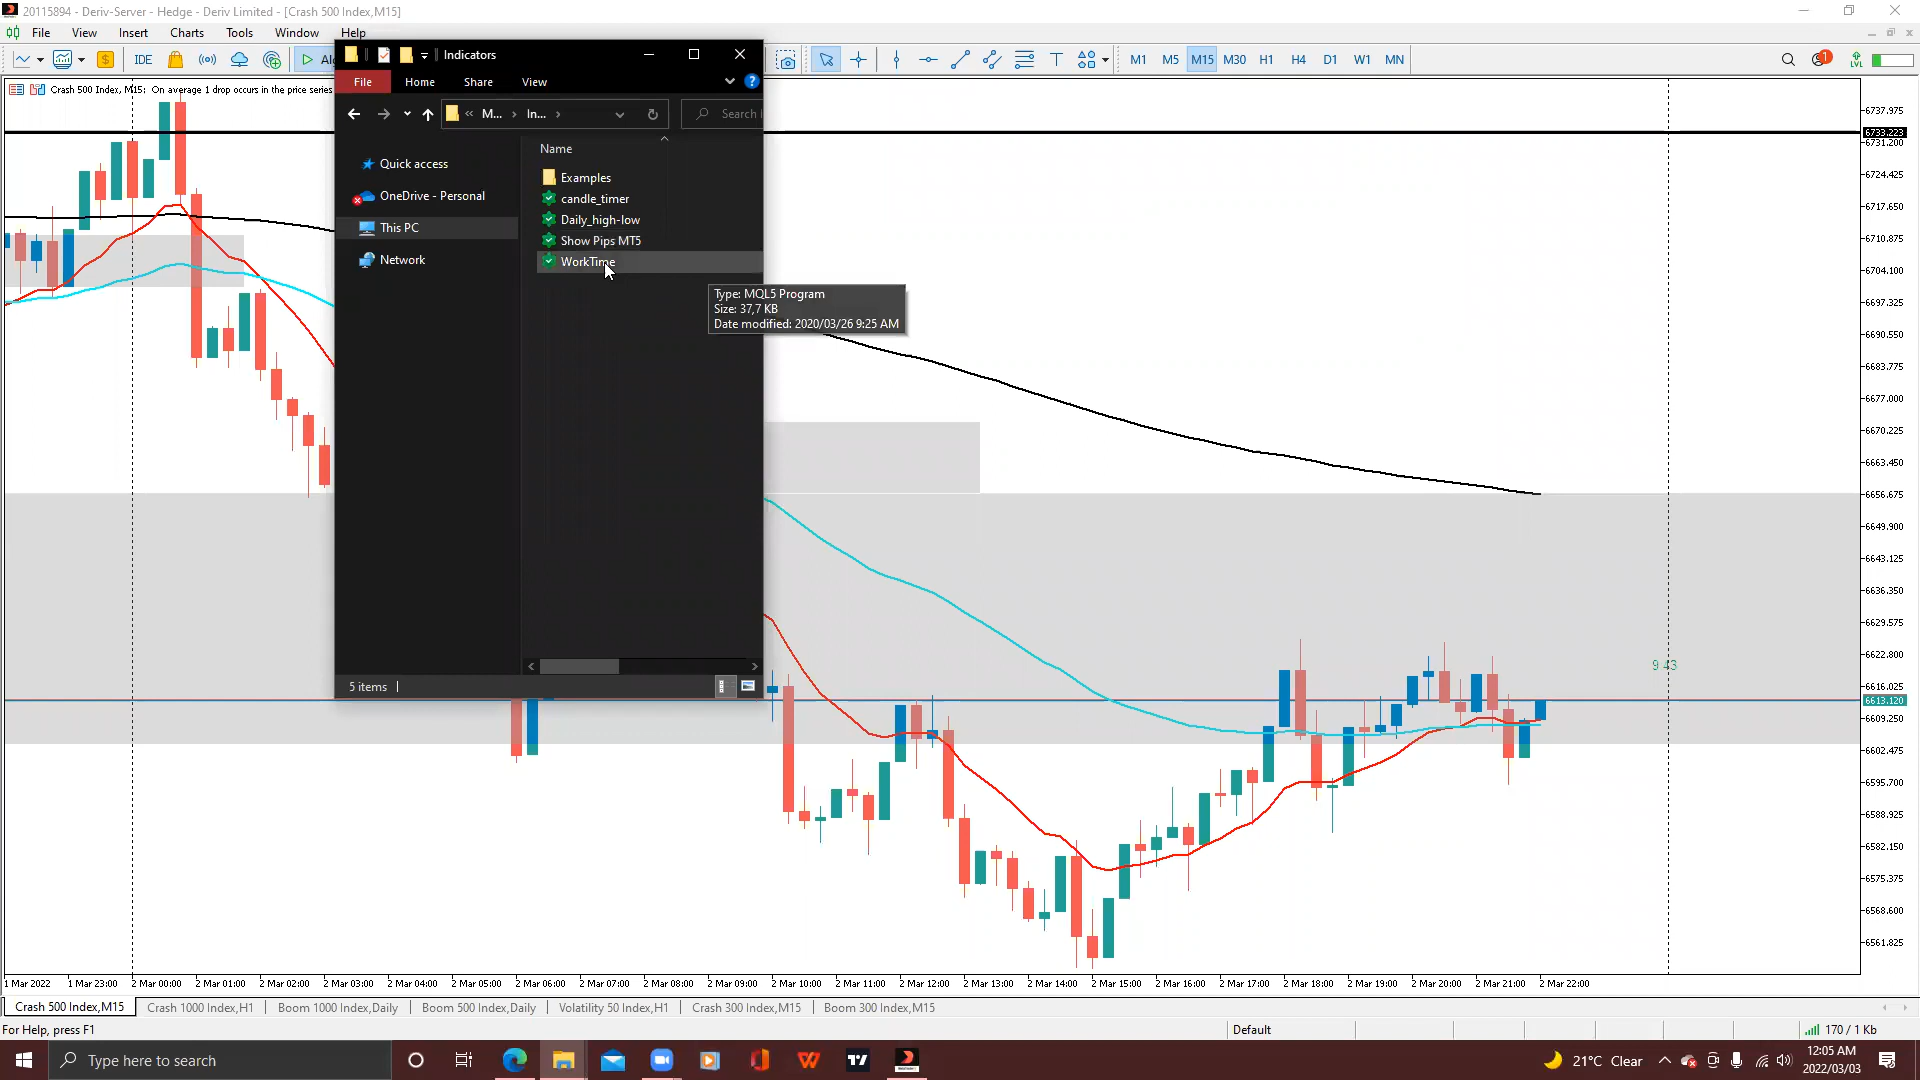 20115894 - Deriv-Server - Hedge - Deriv Limited - [Crash 500 Index,M15]
File View Insert Charts Tools Window Help
IDE
M1 M5 M15 M30 H1 H4 D1 W1 MN
1
LVL
Crash 500 Index, M15: On average 1 drop occurs in the price series
Indicators
File Home Share View
M... In...
Search
Name
Quick access
OneDrive - Personal
This PC
Network
Examples
candle_timer
Daily_high-low
Show Pips MT5
WorkTime
Type: MQL5 Program
Size: 37,7 KB
Date modified: 2020/03/26 9:25 AM
5 items
6737.975
6733.223
6731.200
6724.425
6717.650
6710.875
6704.100
6697.325
6690.550
6683.775
6677.000
6670.225
6663.450
6656.675
6649.900
6643.125
6636.350
6629.575
6622.800
6616.025
6613.120
6609.250
6602.475
6595.700
6588.925
6582.150
6575.375
6568.600
6561.825
9 43
1 Mar 2022 1 Mar 23:00 2 Mar 00:00 2 Mar 01:00 2 Mar 02:00 2 Mar 03:00 2 Mar 04:00 2 Mar 05:00 2 Mar 06:00 2 Mar 07:00 2 Mar 08:00 2 Mar 09:00 2 Mar 10:00 2 Mar 11:00 2 Mar 12:00 2 Mar 13:00 2 Mar 14:00 2 Mar 15:00 2 Mar 16:00 2 Mar 17:00 2 Mar 18:00 2 Mar 19:00 2 Mar 20:00 2 Mar 21:00 2 Mar 22:00
Crash 500 Index,M15 Crash 1000 Index,H1 Boom 1000 Index,Daily Boom 500 Index,Daily Volatility 50 Index,H1 Crash 300 Index,M15 Boom 300 Index,M15
For Help, press F1
Default
170 / 1 Kb
Type here to search
21°C Clear
12:05 AM
2022/03/03